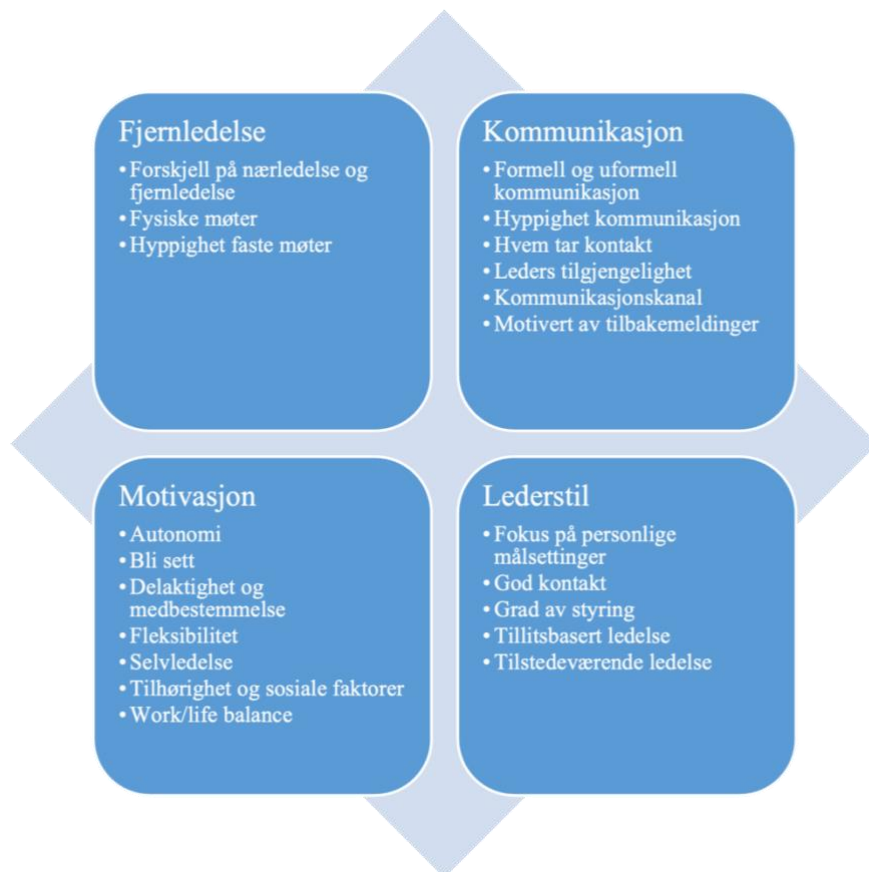 Fjernledelse
• Forskjell på nærledelse og
fjernledelse
• Fysiske møter
• Hyppighet faste møter
Kommunikasjon
• Formell og uformell
kommunikasjon
• Hyppighet kommunikasjon
• Hvem tar kontakt
• Leders tilgjengelighet
• Kommunikasjonskanal
• Motivert av tilbakemeldinger
Motivasjon
• Autonomi
• Bli sett
• Delaktighet og
medbestemmelse
• Fleksibilitet
• Selvledelse
• Tilhørighet og sosiale faktorer
• Work/life balance
Lederstil
• Fokus på personlige
målsettinger
• God kontakt
• Grad av styring
• Tillitsbasert ledelse
• Tilstedeværende ledelse